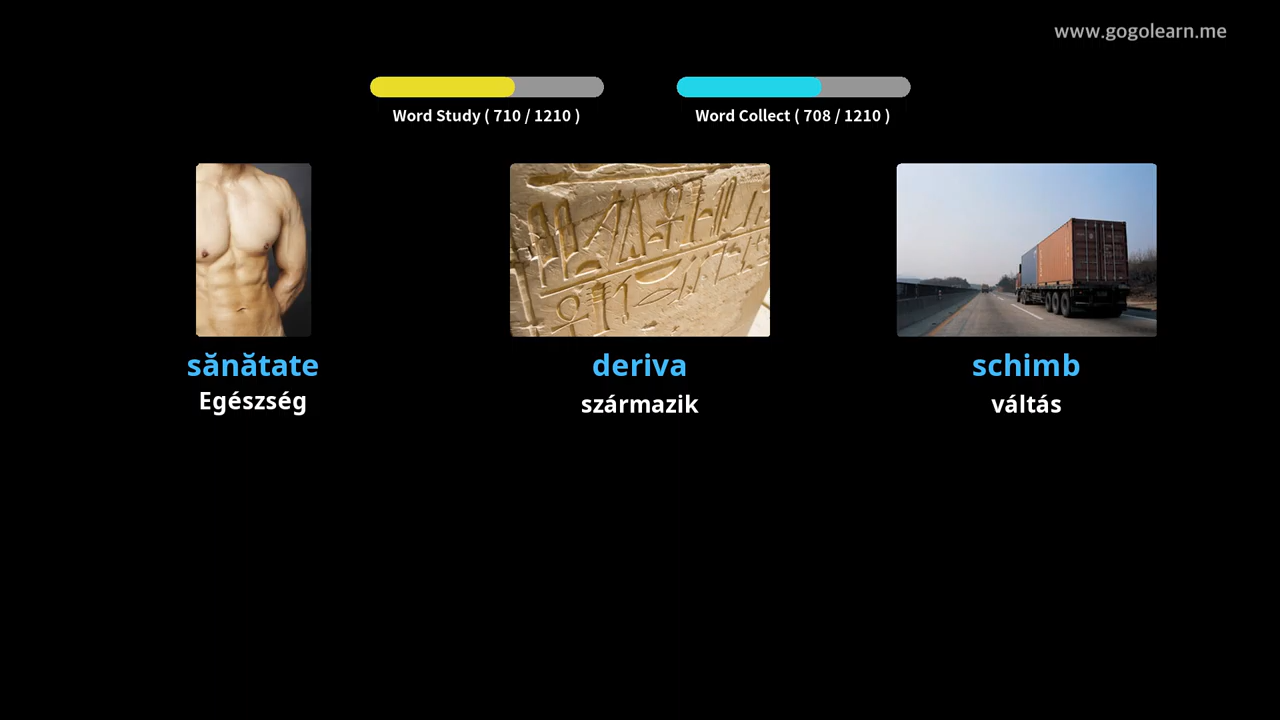 www.gogolearn.me
Word Study ( 710 / 1210 )
Word Collect ( 708 / 1210 )
sănătate
Egészség
deriva
származik
schimb
váltás